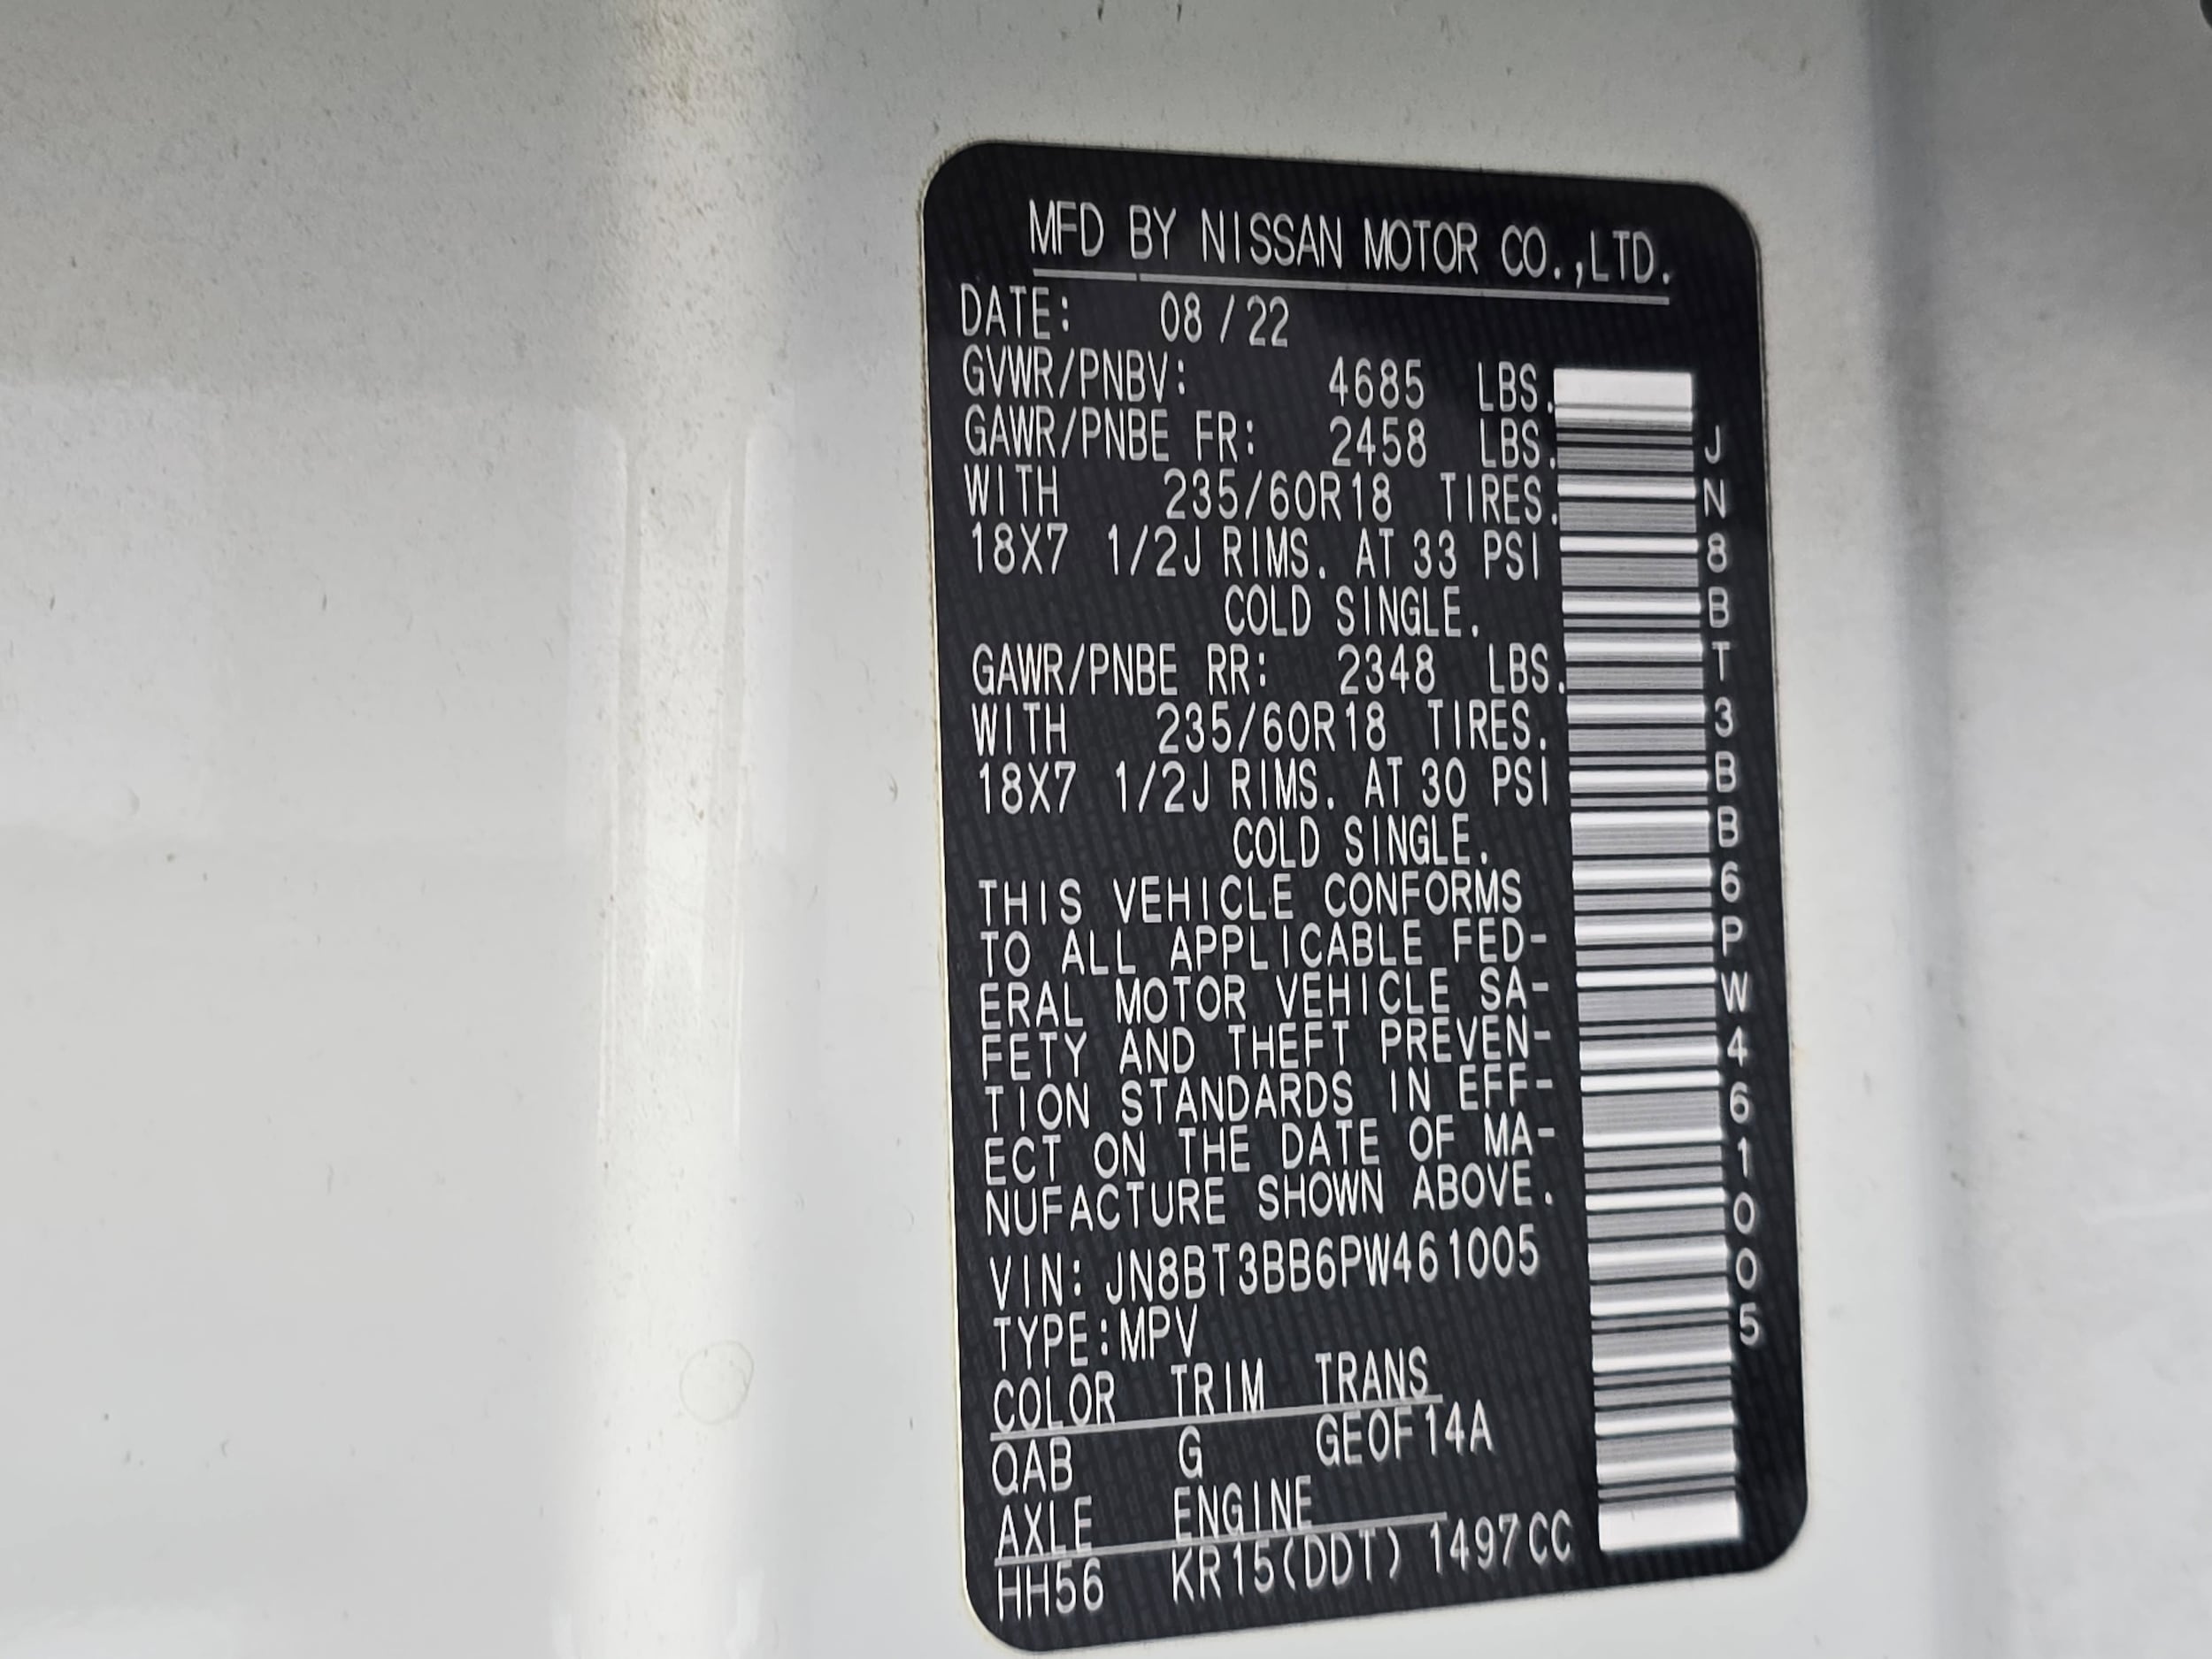 MFD BY NISSAN MOTOR CO.,LTD.
DATE: 08/22
GVWR/PNBV: 4685 LBS.
GAWR/PNBE FR: 2458 LBS.
WITH 235/60R18 TIRES.
18X7 1/2J RIMS. AT 33 PSI
COLD SINGLE.
GAWR/PNBE RR: 2348 LBS.
WITH 235/60R18 TIRES.
18X7 1/2J RIMS. AT 30 PSI
COLD SINGLE.
THIS VEHICLE CONFORMS
TO ALL APPLICABLE FED-
ERAL MOTOR VEHICLE SA-
FETY AND THEFT PREVEN-
TION STANDARDS IN EFF-
ECT ON THE DATE OF MA-
NUFACTURE SHOWN ABOVE.
VIN: JN8BT3BB6PW461005
TYPE:MPV
COLOR TRIM TRANS
QAB G GE0F14A
AXLE ENGINE
HH56 KR15(DDT) 1497CC
JN8BT3BB6PW461005